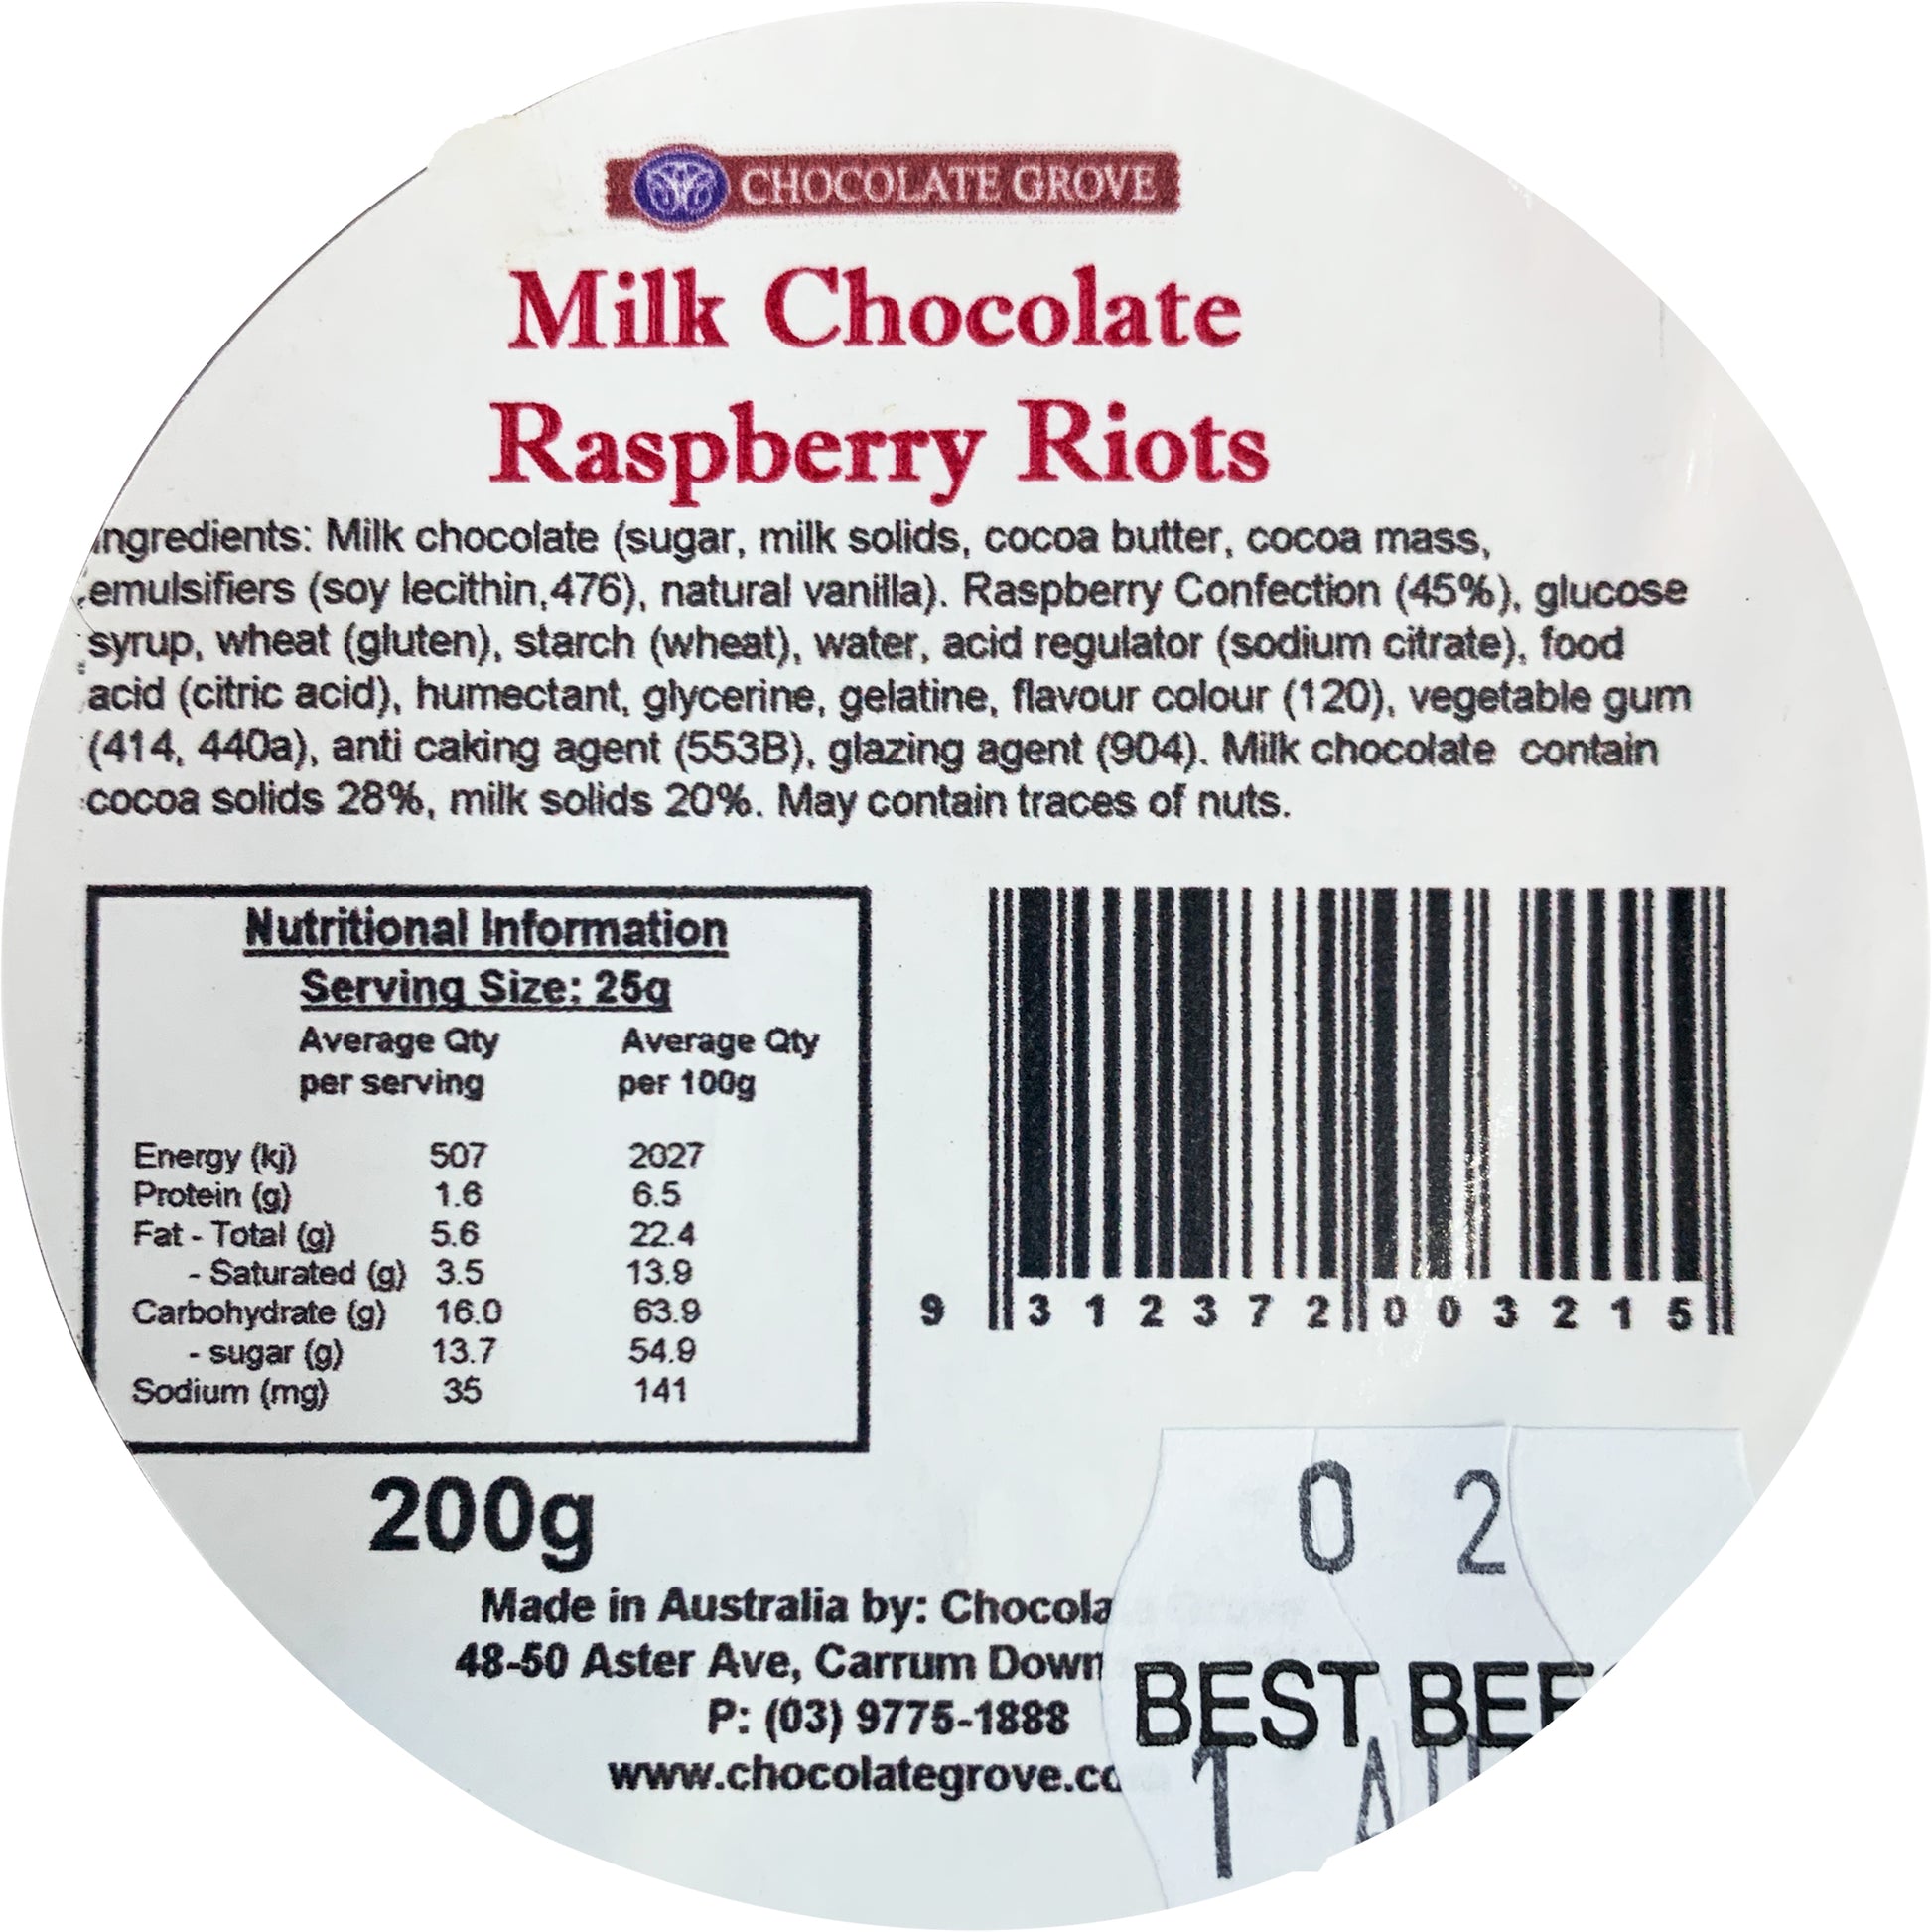 CHOCOLATE GROVE
Milk Chocolate
Raspberry Riots
Ingredients: Milk chocolate (sugar, milk solids, cocoa butter, cocoa mass,
emulsifiers (soy lecithin,476), natural vanilla). Raspberry Confection (45%), glucose
syrup, wheat (gluten), starch (wheat), water, acid regulator (sodium citrate), food
acid (citric acid), humectant, glycerine, gelatine, flavour colour (120), vegetable gum
(414, 440a), anti caking agent (553B), glazing agent (904). Milk chocolate contain
cocoa solids 28%, milk solids 20%. May contain traces of nuts.
Nutritional Information
Serving Size: 25g
Average Qty Average Qty
per serving per 100g
Energy (kj) 507 2027
Protein (g) 1.6 6.5
Fat - Total (g) 5.6 22.4
- Saturated (g) 3.5 13.9
Carbohydrate (g) 16.0 63.9
- sugar (g) 13.7 54.9
Sodium (mg) 35 141
9 312372 003215
200g
Made in Australia by: Chocola
48-50 Aster Ave, Carrum Down
P: (03) 9775-1888
www.chocolategrove.co
0 2
BEST BEF
1 AU